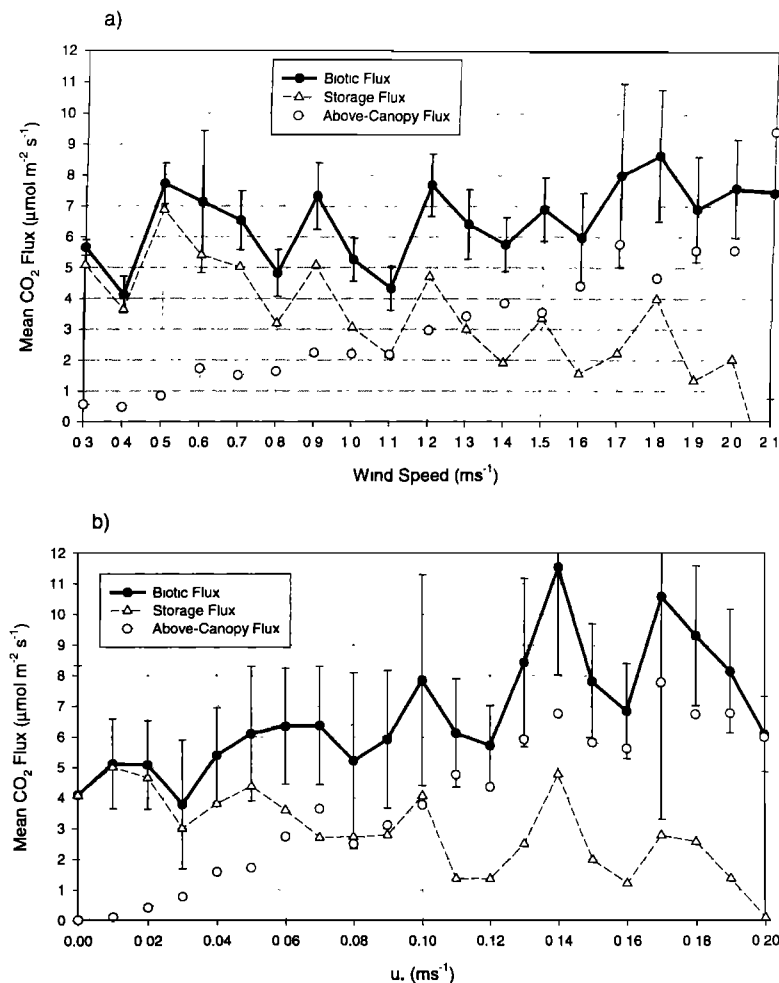 a)
12
11
10
9
8
7
6
5
4
3
2
1
0
Mean CO₂ Flux (μmol m⁻² s⁻¹)
Biotic Flux
Storage Flux
Above-Canopy Flux
0 3 0 4 0 5 0.6 0.7 0 8 0 9 1 0 1 1 1 2 1 3 1 4 1.5 1 6 1 7 1 8 1 9 2 0 2 1
Wind Speed (ms⁻¹)
b)
12
11
10
9
8
7
6
5
4
3
2
1
0
Mean CO₂ Flux (μmol m⁻² s⁻¹)
Biotic Flux
Storage Flux
Above-Canopy Flux
0.00 0 02 0.04 0 06 0.08 0.10 0.12 0 14 0.16 0 18 0 20
u* (ms⁻¹)